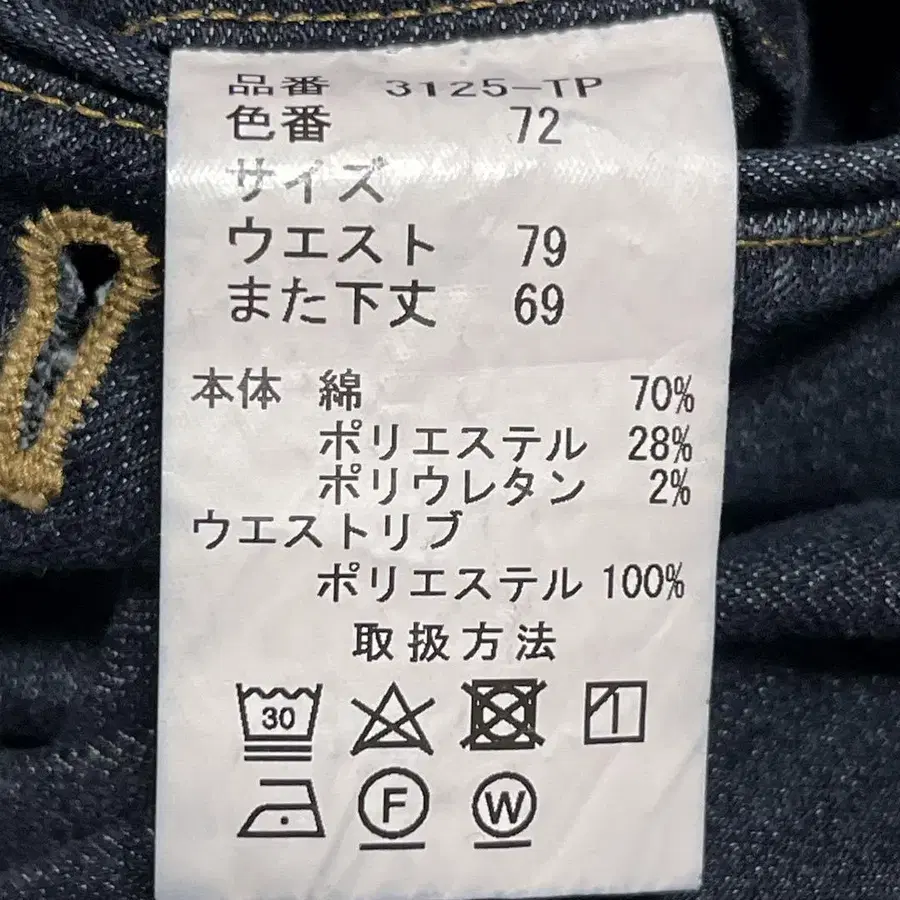 品番 3125-TP
色番 72
サイズ
ウエスト 79
また下丈 69
本体 綿 70%
ポリエステル 28%
ポリウレタン 2%
ウエストリブ
ポリエステル 100%
取扱方法
30
F
W